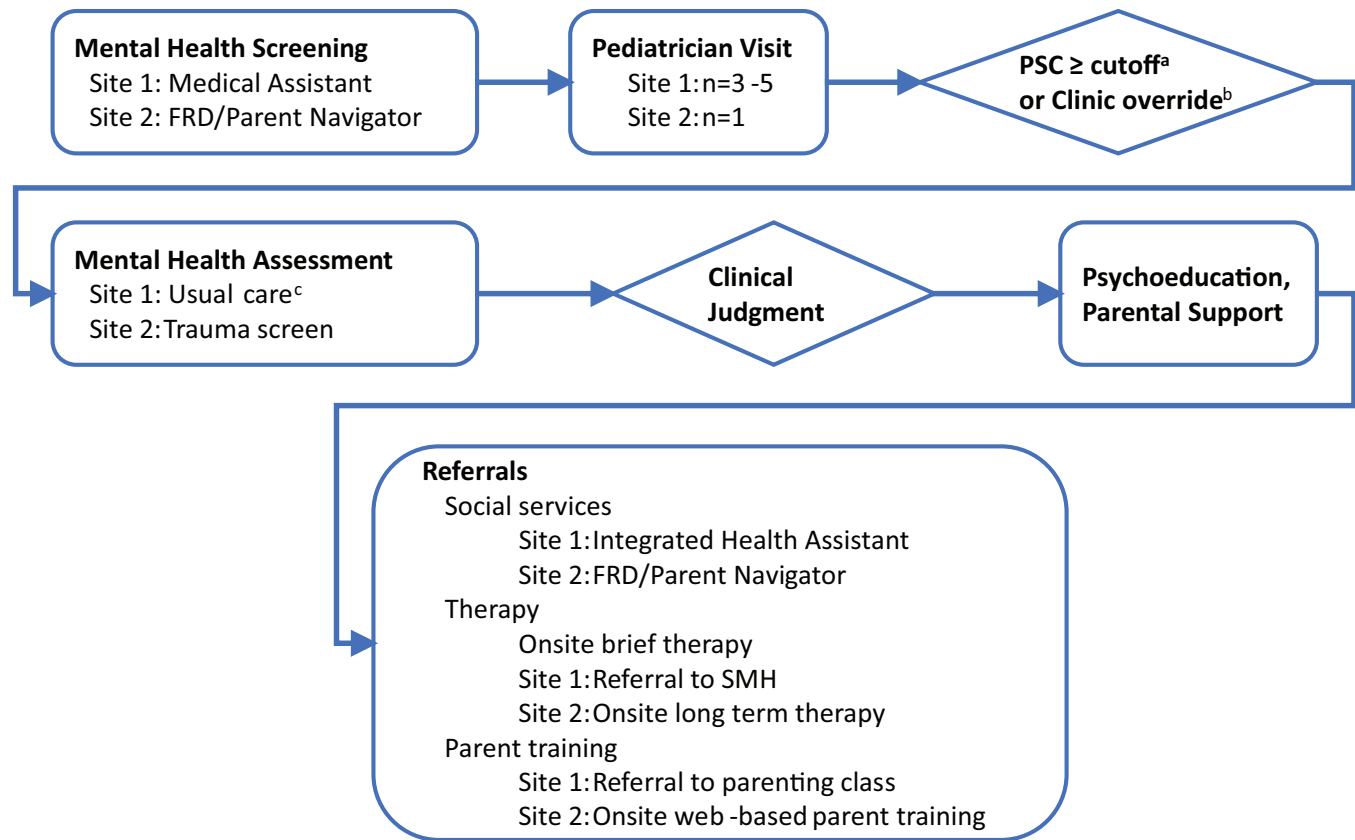 Mental Health Screening
Site 1: Medical Assistant
Site 2: FRD/Parent Navigator
Pediatrician Visit
Site 1: n=3 -5
Site 2: n=1
PSC ≥ cutoffᵃ
or Clinic overrideᵇ
Mental Health Assessment
Site 1: Usual careᶜ
Site 2: Trauma screen
Clinical
Judgment
Psychoeducation,
Parental Support
Referrals
Social services
Site 1: Integrated Health Assistant
Site 2: FRD/Parent Navigator
Therapy
Onsite brief therapy
Site 1: Referral to SMH
Site 2: Onsite long term therapy
Parent training
Site 1: Referral to parenting class
Site 2: Onsite web -based parent training